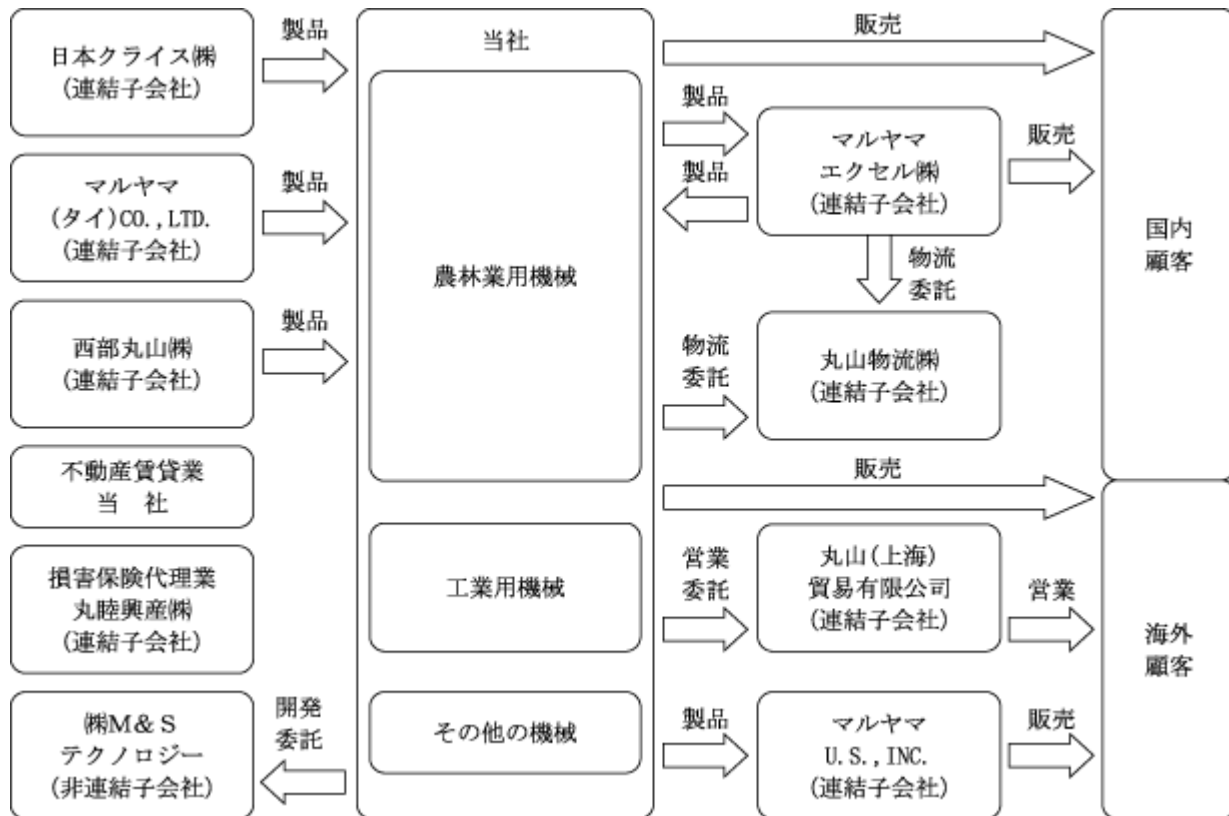 日本クライス㈱
(連結子会社)
製品
マルヤマ
(タイ)CO.,LTD.
(連結子会社)
製品
西部丸山㈱
(連結子会社)
製品
不動産賃貸業
当　社
損害保険代理業
丸睦興産㈱
(連結子会社)
㈱M＆S
テクノロジー
(非連結子会社)
開発
委託
当社
農林業用機械
工業用機械
その他の機械
販売
製品
製品
マルヤマ
エクセル㈱
(連結子会社)
販売
物流
委託
物流
委託
丸山物流㈱
(連結子会社)
販売
営業
委託
丸山(上海)
貿易有限公司
(連結子会社)
営業
製品
マルヤマ
U.S.,INC.
(連結子会社)
販売
国内
顧客
海外
顧客